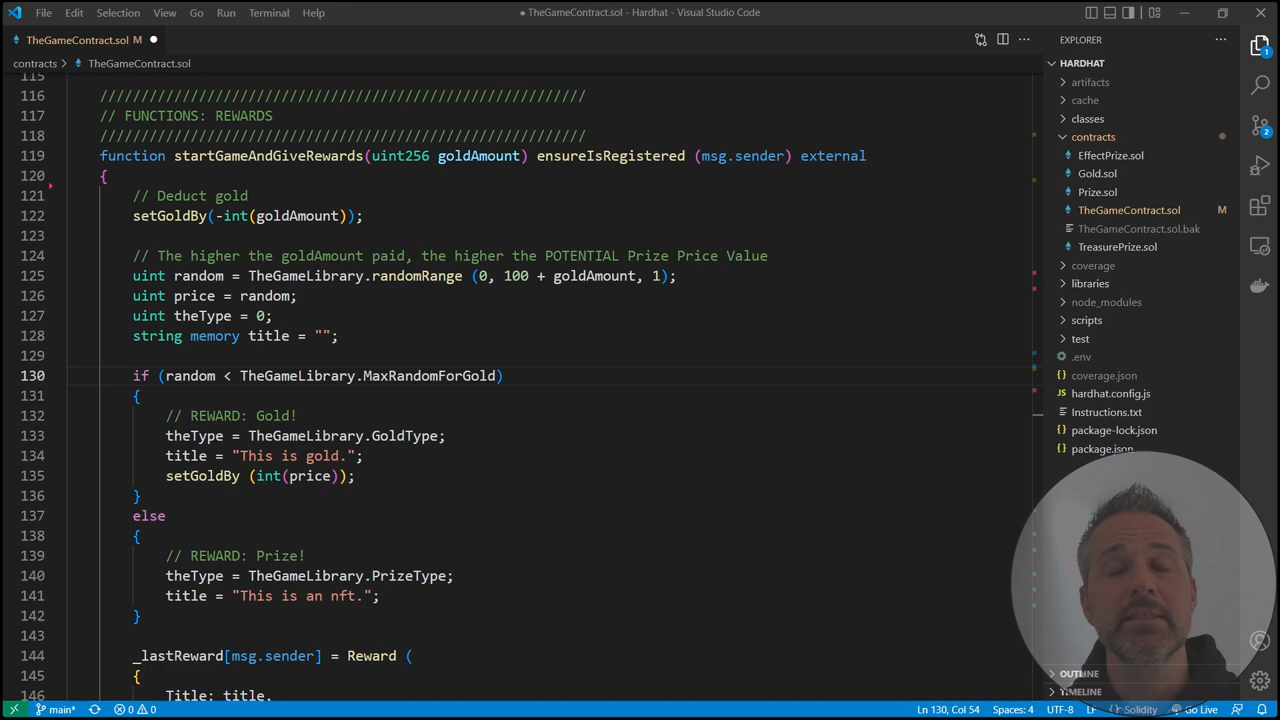 File Edit Selection View Go Run Terminal Help
● TheGameContract.sol - Hardhat - Visual Studio Code
TheGameContract.sol M ●
contracts > TheGameContract.sol
115
116 ///////////////////////////////////////////////////////////
117 // FUNCTIONS: REWARDS
118 ///////////////////////////////////////////////////////////
119 function startGameAndGiveRewards(uint256 goldAmount) ensureIsRegistered (msg.sender) external
120 {
121 // Deduct gold
122 setGoldBy(-int(goldAmount));
123
124 // The higher the goldAmount paid, the higher the POTENTIAL Prize Price Value
125 uint random = TheGameLibrary.randomRange (0, 100 + goldAmount, 1);
126 uint price = random;
127 uint theType = 0;
128 string memory title = "";
129
130 if (random < TheGameLibrary.MaxRandomForGold)
131 {
132 // REWARD: Gold!
133 theType = TheGameLibrary.GoldType;
134 title = "This is gold.";
135 setGoldBy (int(price));
136 }
137 else
138 {
139 // REWARD: Prize!
140 theType = TheGameLibrary.PrizeType;
141 title = "This is an nft.";
142 }
143
144 _lastReward[msg.sender] = Reward (
145 {
146 Title: title,
EXPLORER
HARDHAT
artifacts
cache
classes
contracts
EffectPrize.sol
Gold.sol
Prize.sol
TheGameContract.sol M
TheGameContract.sol.bak
TreasurePrize.sol
coverage
libraries
node_modules
scripts
test
.env
coverage.json
hardhat.config.js
Instructions.txt
package-lock.json
package.json
OUTLINE
TIMELINE
1
2
main* 0 0
Ln 130, Col 54 Spaces: 4 UTF-8 LF Solidity Go Live